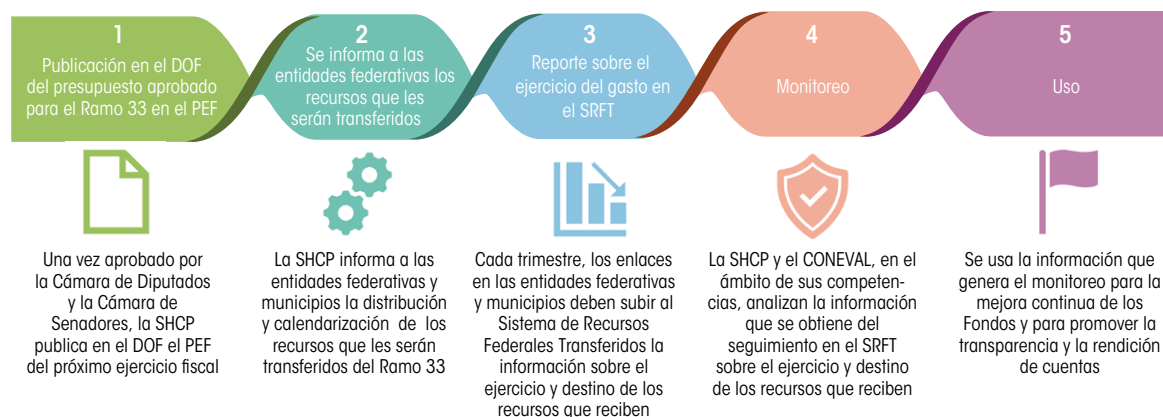 1
Publicación en el DOF
del presupuesto aprobado
para el Ramo 33 en el PEF
2
Se informa a las
entidades federativas los
recursos que les
serán transferidos
3
Reporte sobre el
ejercicio del gasto en
el SRFT
4
Monitoreo
5
Uso
Una vez aprobado por
la Cámara de Diputados
y la Cámara de
Senadores, la SHCP
publica en el DOF el PEF
del próximo ejercicio fiscal
La SHCP informa a las
entidades federativas y
municipios la distribución
y calendarización de los
recursos que les serán
transferidos del Ramo 33
Cada trimestre, los enlaces
en las entidades federativas
y municipios deben subir al
Sistema de Recursos
Federales Transferidos la
información sobre el
ejercicio y destino de los
recursos que reciben
La SHCP y el CONEVAL, en el
ámbito de sus competen-
cias, analizan la información
que se obtiene del
seguimiento en el SRFT
sobre el ejercicio y destino
de los recursos que reciben
Se usa la información que
genera el monitoreo para la
mejora continua de los
Fondos y para promover la
transparencia y la rendición
de cuentas